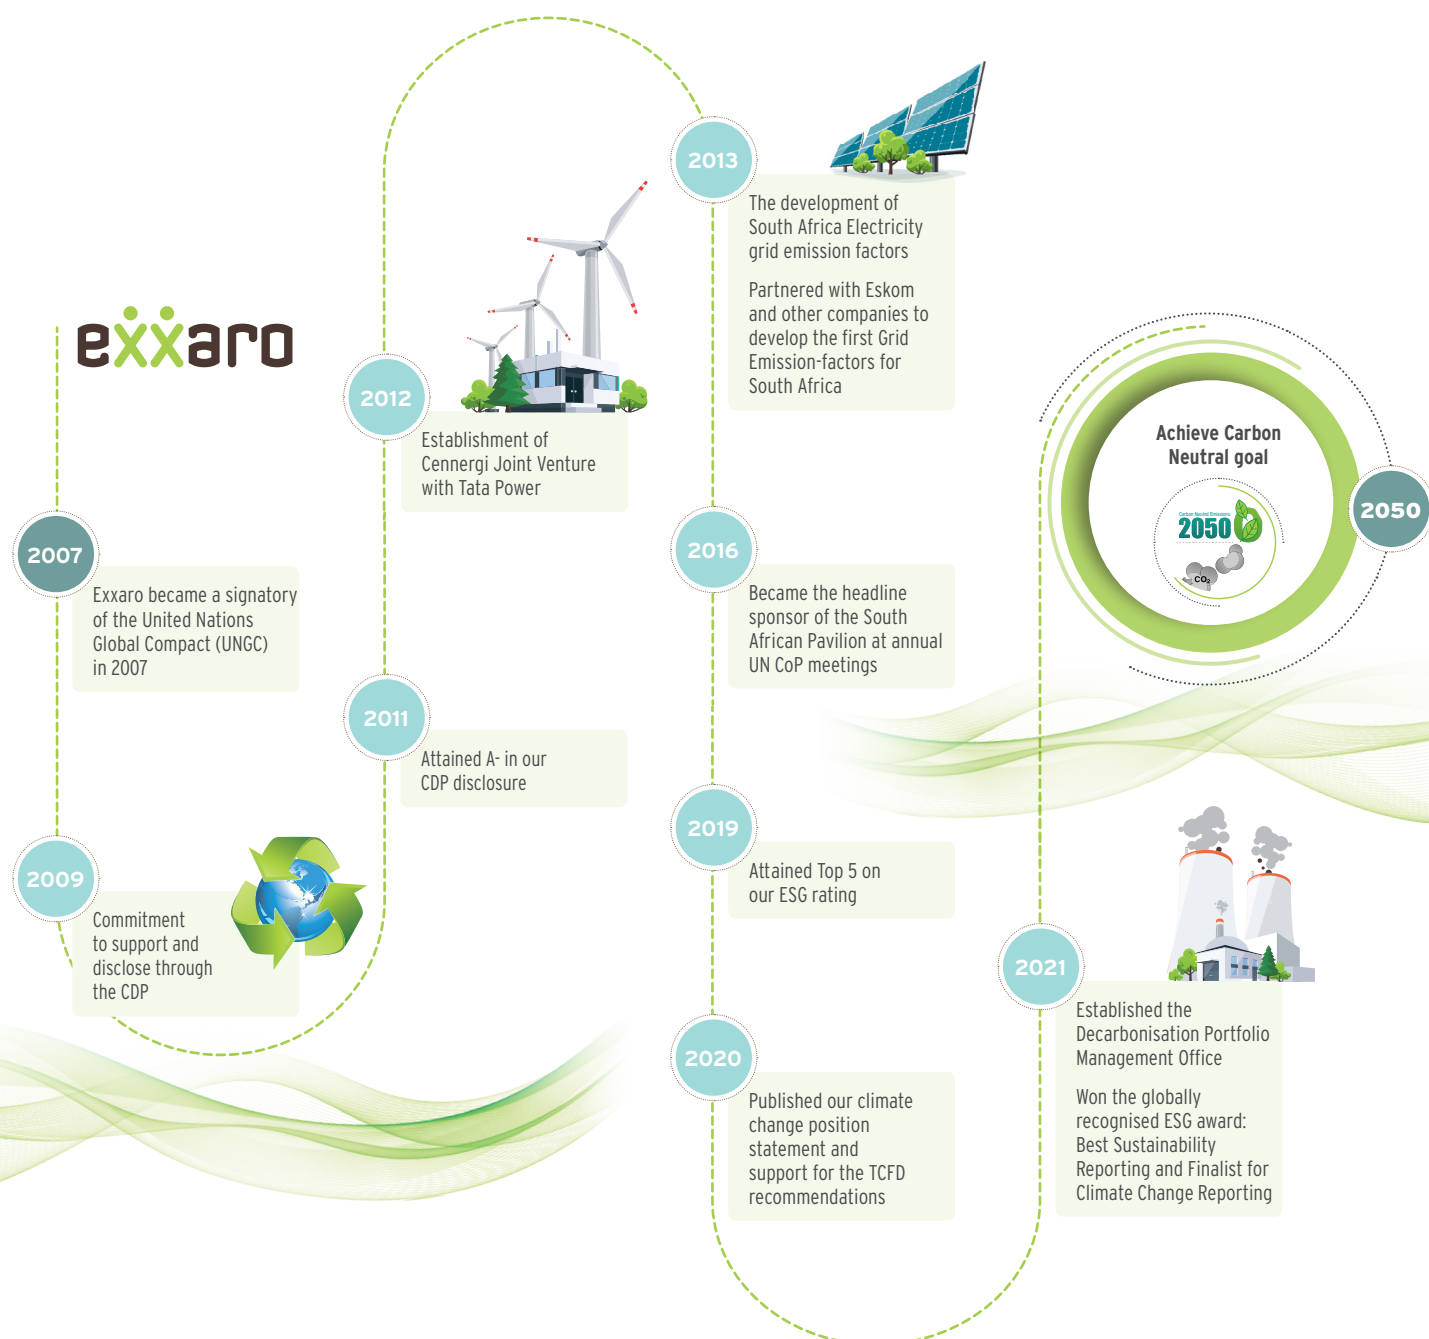 exxaro
2007
Exxaro became a signatory
of the United Nations
Global Compact (UNGC)
in 2007
2009
Commitment
to support and
disclose through
the CDP
2011
Attained A- in our
CDP disclosure
2012
Establishment of
Cennergi Joint Venture
with Tata Power
2013
The development of
South Africa Electricity
grid emission factors
Partnered with Eskom
and other companies to
develop the first Grid
Emission-factors for
South Africa
2016
Became the headline
sponsor of the South
African Pavilion at annual
UN CoP meetings
2019
Attained Top 5 on
our ESG rating
2020
Published our climate
change position
statement and
support for the TCFD
recommendations
2021
Established the
Decarbonisation Portfolio
Management Office
Won the globally
recognised ESG award:
Best Sustainability
Reporting and Finalist for
Climate Change Reporting
2050
Achieve Carbon
Neutral goal
Carbon Neutral Emissions
2050
CO₂